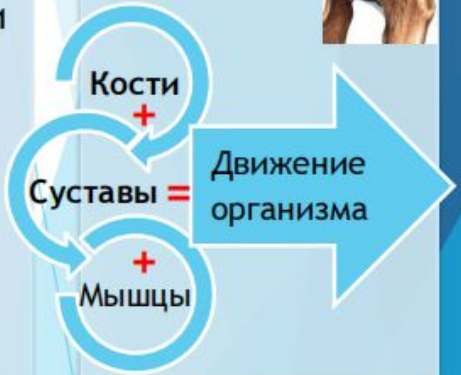 и
Кости
+
Суставы =
Движение
организма
+
Мышцы